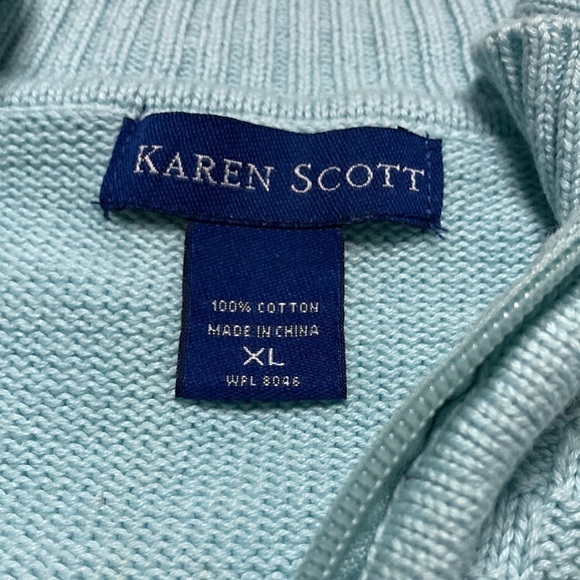 KAREN SCOTT
100% COTTON
MADE IN CHINA
XL
WPL 8046